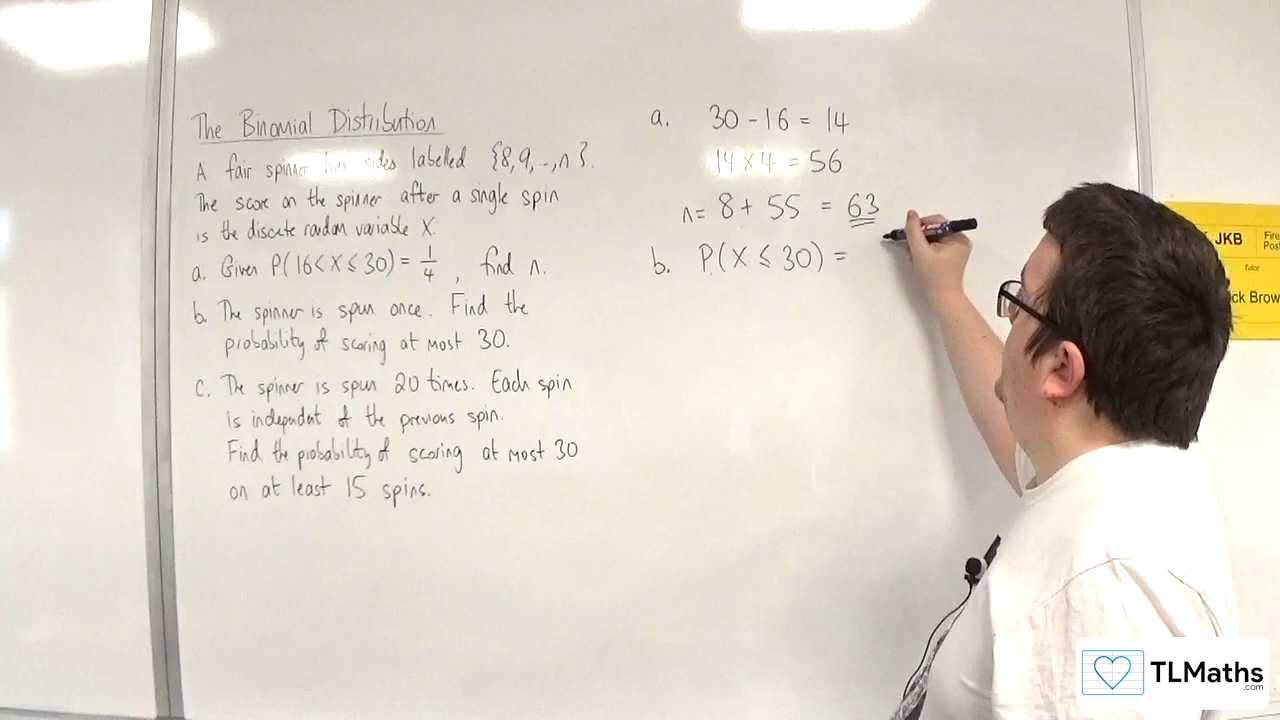 The Binomial Distribution
A fair spinner has sides labelled {8,9,...,n}.
The score on the spinner after a single spin
is the discrete random variable X.
a. Given P(16<X≤30) = 1/4, find n.
b. The spinner is spun once. Find the
probability of scoring at most 30.
c. The spinner is spun 20 times. Each spin
is independent of the previous spin.
Find the probability of scoring at most 30
on at least 15 spins.
a. 30 - 16 = 14
14 × 4 = 56
n = 8 + 55 = 63
b. P(X ≤ 30) =
JKB
Fire
Tutor
ck Brow
TLMaths
.com